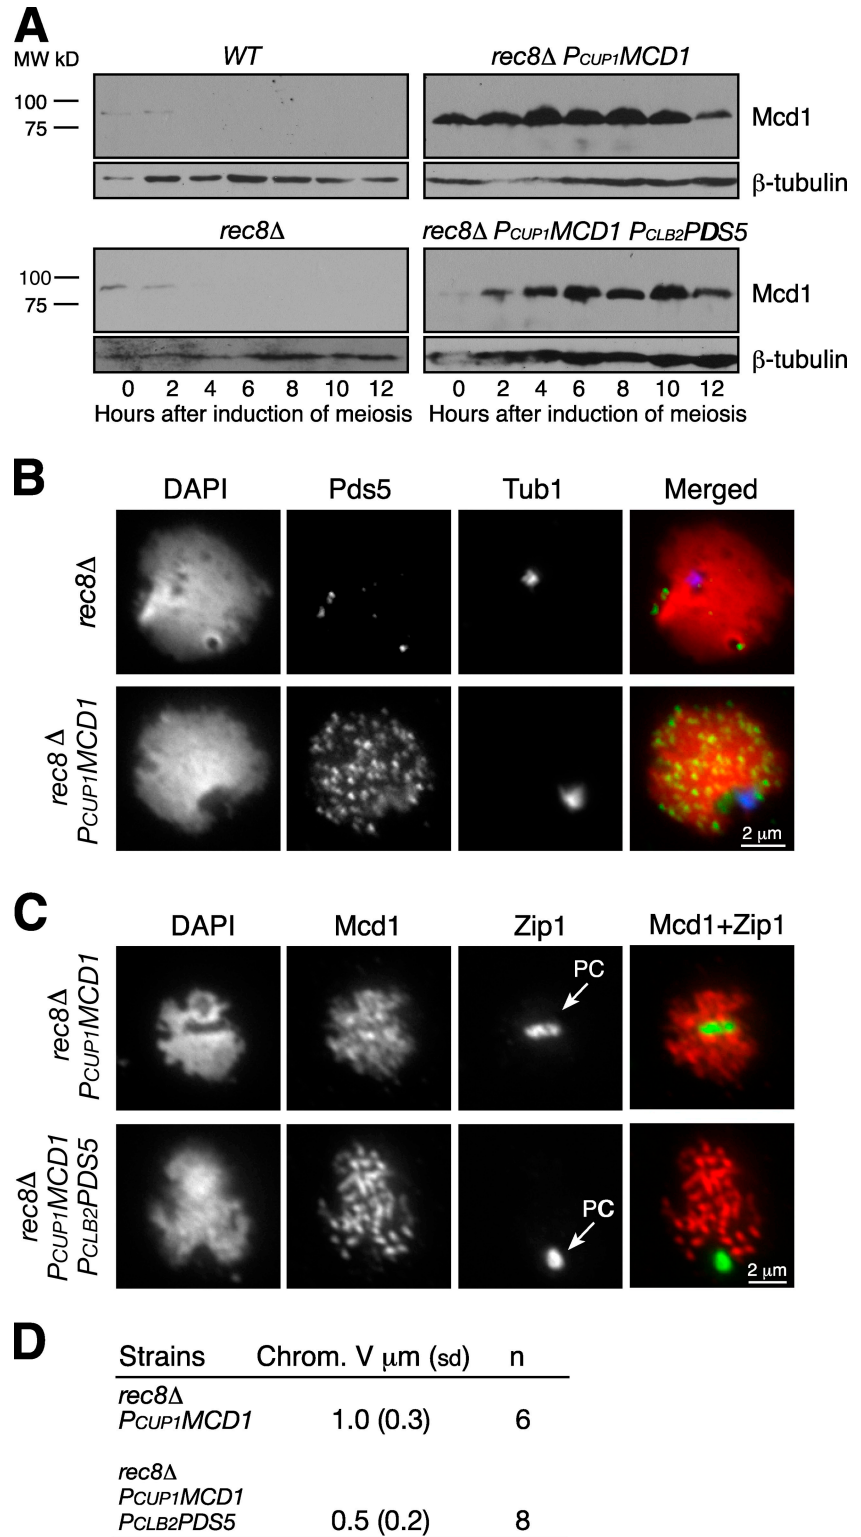 A
MW kD
WT
rec8Δ PCUP1MCD1
100
75
Mcd1
β-tubulin
rec8Δ
rec8Δ PCUP1MCD1 PCLB2PDS5
100
75
Mcd1
β-tubulin
0 2 4 6 8 10 12
0 2 4 6 8 10 12
Hours after induction of meiosis
Hours after induction of meiosis
B
DAPI Pds5 Tub1 Merged
rec8Δ
rec8 Δ
PCUP1MCD1
2 μm
C
DAPI Mcd1 Zip1 Mcd1+Zip1
rec8Δ
PCUP1MCD1
PC
rec8Δ
PCUP1MCD1
PCLB2PDS5
PC
2 μm
D
Strains Chrom. V μm (sd) n
rec8Δ
PCUP1MCD1 1.0 (0.3) 6
rec8Δ
PCUP1MCD1
PCLB2PDS5 0.5 (0.2) 8